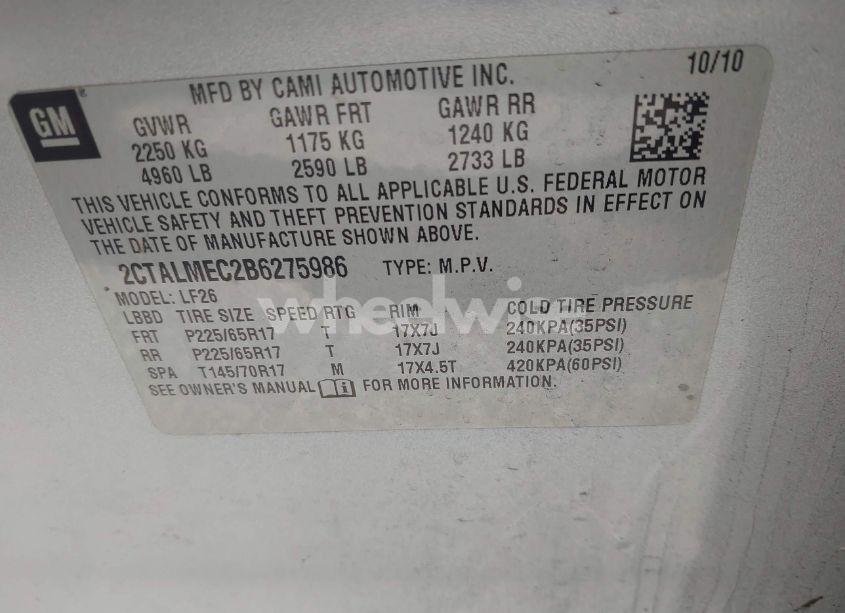 GM
MFD BY CAMI AUTOMOTIVE INC. 10/10
GVWR GAWR FRT GAWR RR
2250 KG 1175 KG 1240 KG
4960 LB 2590 LB 2733 LB
THIS VEHICLE CONFORMS TO ALL APPLICABLE U.S. FEDERAL MOTOR
VEHICLE SAFETY AND THEFT PREVENTION STANDARDS IN EFFECT ON
THE DATE OF MANUFACTURE SHOWN ABOVE.
2CTALMEC2B6275986 TYPE: M.P.V.
MODEL: LF26
LBBD TIRE SIZE SPEED RTG RIM COLD TIRE PRESSURE
FRT P225/65R17 T 17X7J 240KPA(35PSI)
RR P225/65R17 T 17X7J 240KPA(35PSI)
SPA T145/70R17 M 17X4.5T 420KPA(60PSI)
SEE OWNER'S MANUAL FOR MORE INFORMATION.